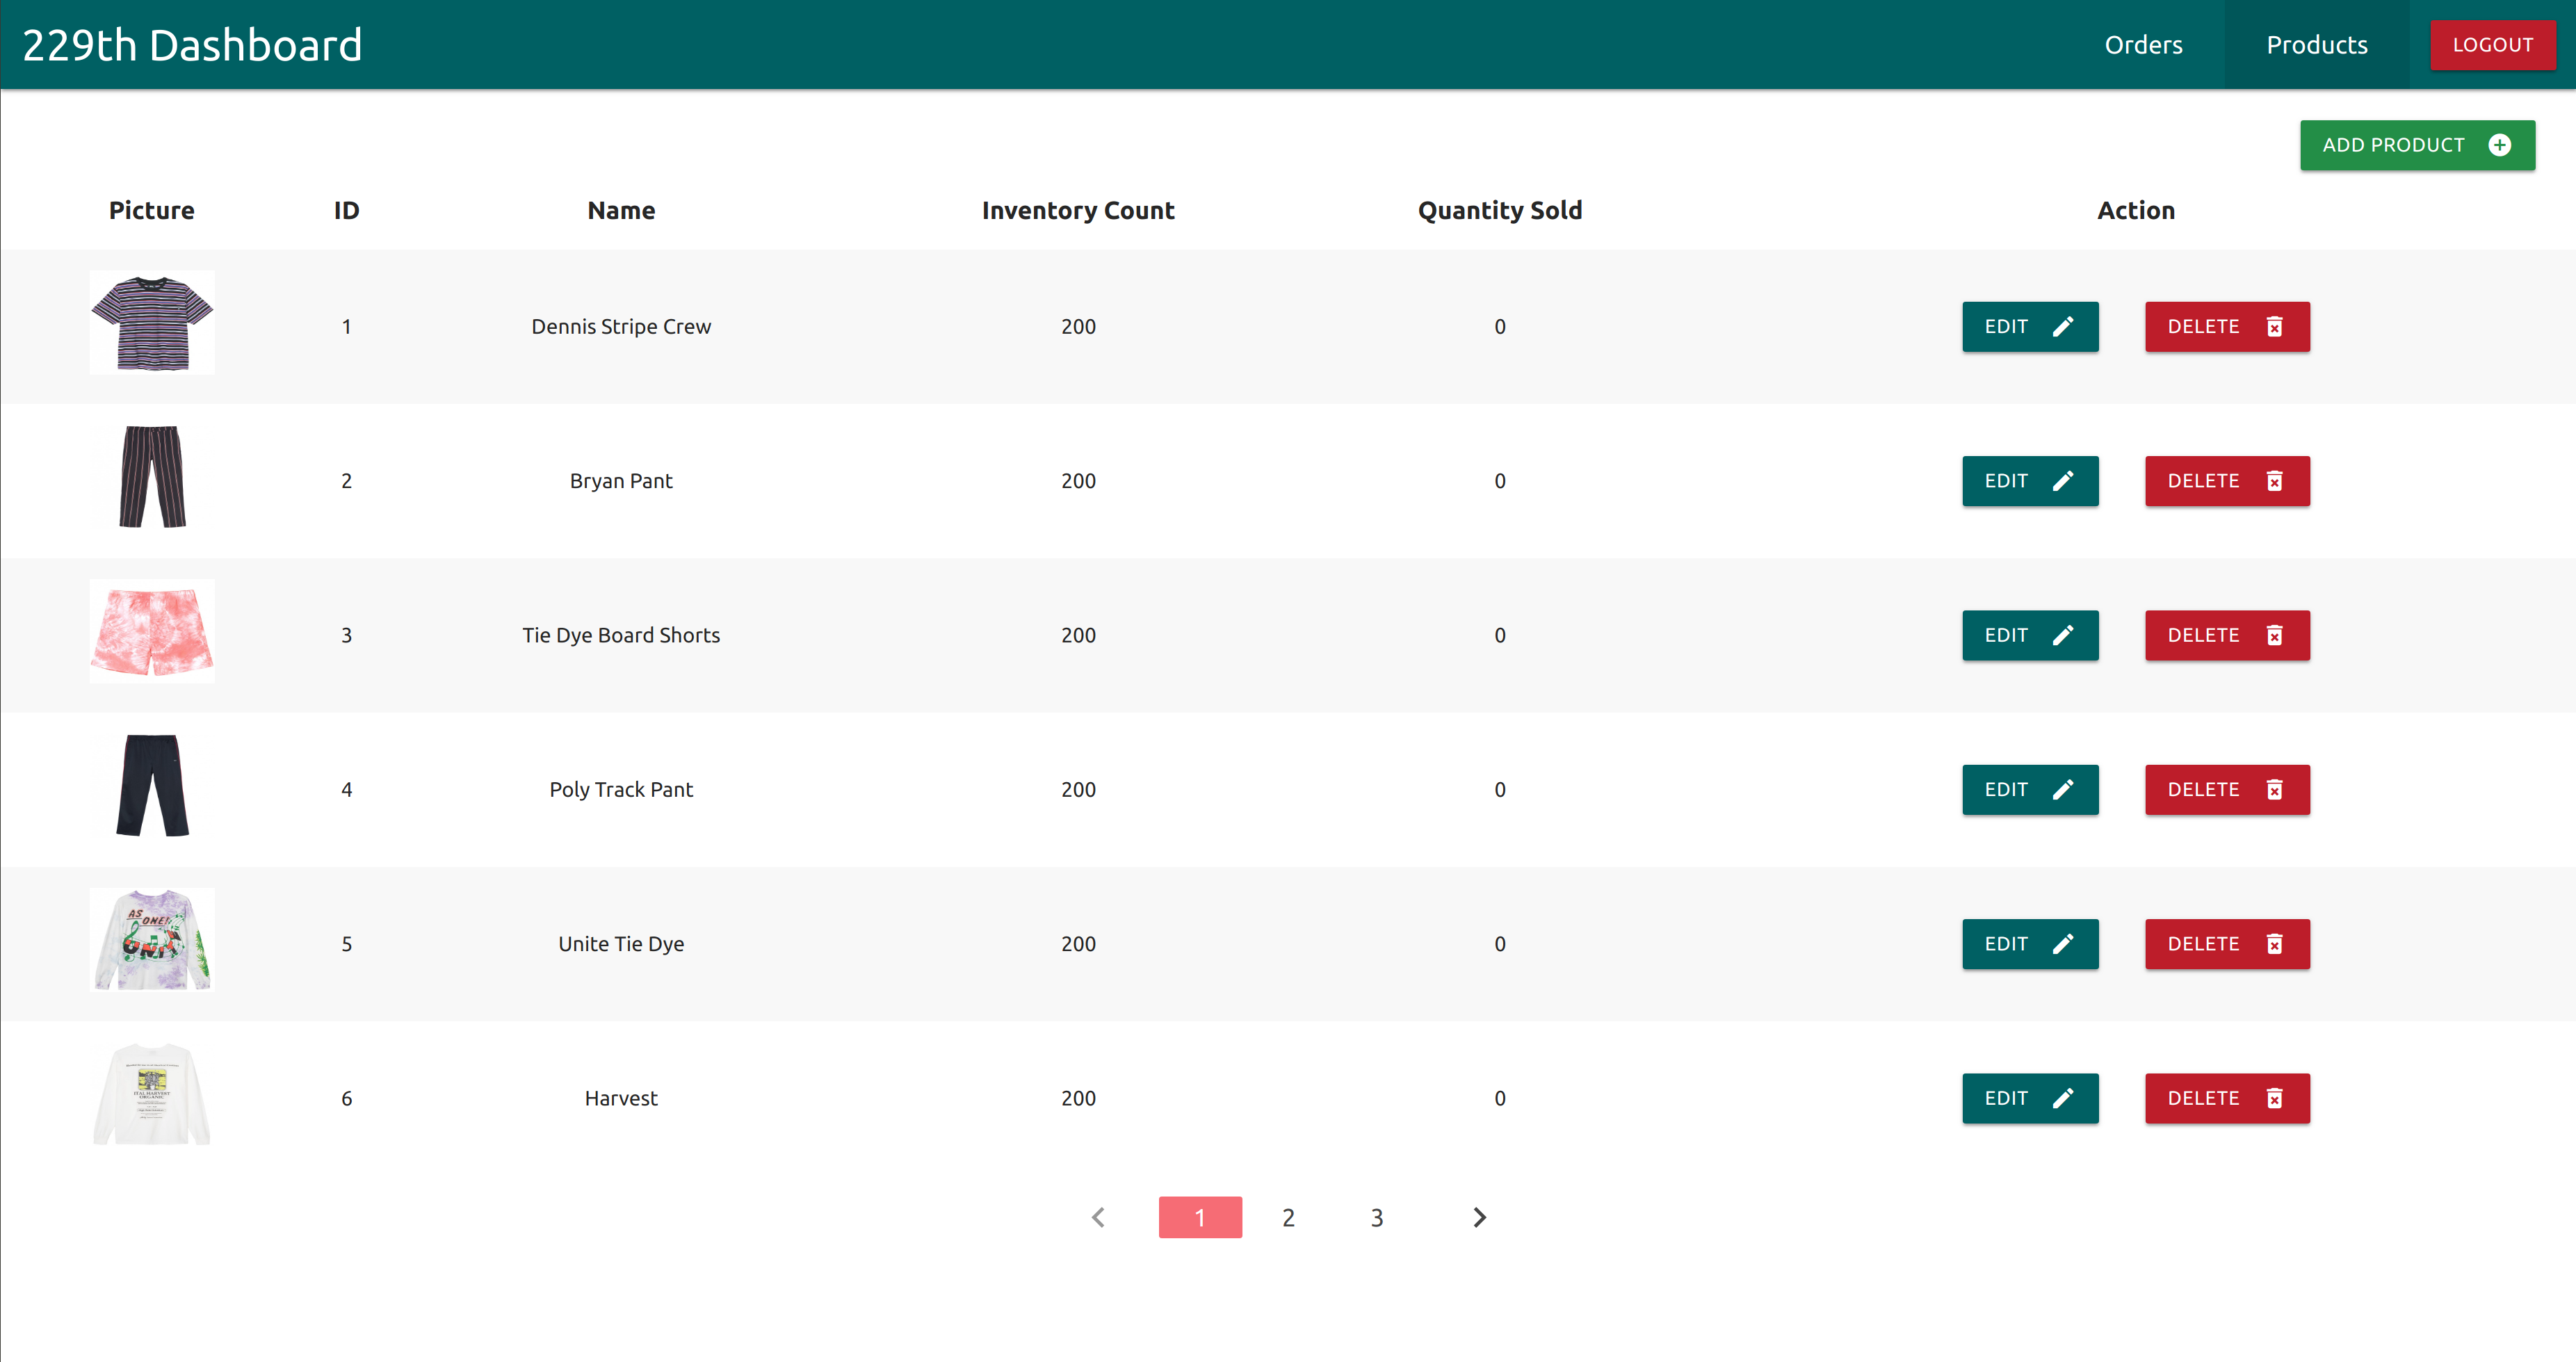 229th Dashboard Orders Products LOGOUT
ADD PRODUCT
Picture ID Name Inventory Count Quantity Sold Action
1 Dennis Stripe Crew 200 0 EDIT DELETE
2 Bryan Pant 200 0 EDIT DELETE
3 Tie Dye Board Shorts 200 0 EDIT DELETE
4 Poly Track Pant 200 0 EDIT DELETE
AS
ONE!
5 Unite Tie Dye 200 0 EDIT DELETE
ITAL HARVEST
ORGANIC
6 Harvest 200 0 EDIT DELETE
1 2 3